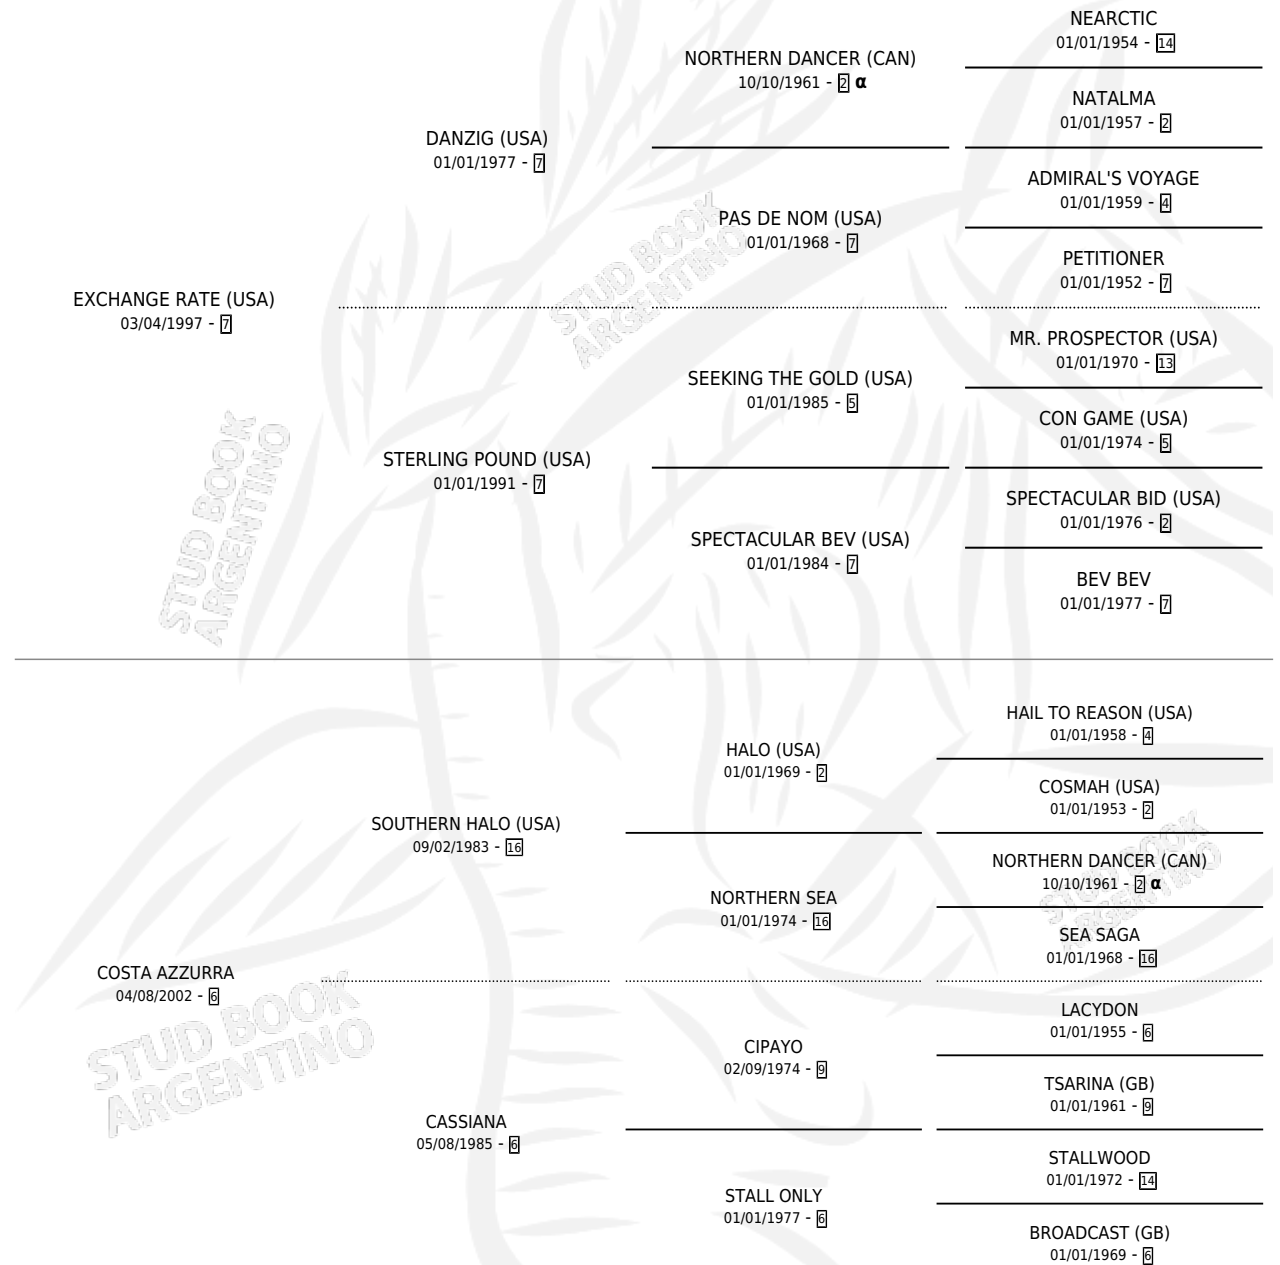 NEARCTIC
01/01/1954 - 14
NORTHERN DANCER (CAN)
10/10/1961 - 2 α
NATALMA
01/01/1957 - 2
DANZIG (USA)
01/01/1977 - 7
ADMIRAL'S VOYAGE
01/01/1959 - 4
PAS DE NOM (USA)
01/01/1968 - 7
PETITIONER
01/01/1952 - 7
EXCHANGE RATE (USA)
03/04/1997 - 7
MR. PROSPECTOR (USA)
01/01/1970 - 13
SEEKING THE GOLD (USA)
01/01/1985 - 5
CON GAME (USA)
01/01/1974 - 5
STERLING POUND (USA)
01/01/1991 - 7
SPECTACULAR BID (USA)
01/01/1976 - 2
SPECTACULAR BEV (USA)
01/01/1984 - 7
BEV BEV
01/01/1977 - 7
HAIL TO REASON (USA)
01/01/1958 - 4
HALO (USA)
01/01/1969 - 2
COSMAH (USA)
01/01/1953 - 2
SOUTHERN HALO (USA)
09/02/1983 - 16
NORTHERN DANCER (CAN)
10/10/1961 - 2 α
NORTHERN SEA
01/01/1974 - 16
SEA SAGA
01/01/1968 - 16
COSTA AZZURRA
04/08/2002 - 6
LACYDON
01/01/1955 - 6
CIPAYO
02/09/1974 - 9
TSARINA (GB)
01/01/1961 - 9
CASSIANA
05/08/1985 - 6
STALLWOOD
01/01/1972 - 14
STALL ONLY
01/01/1977 - 6
BROADCAST (GB)
01/01/1969 - 6
STUD BOOK
ARGENTINO
STUD BOOK
ARGENTINO
STUD BOOK
ARGENTINO
STUD BOOK
ARGENTINO